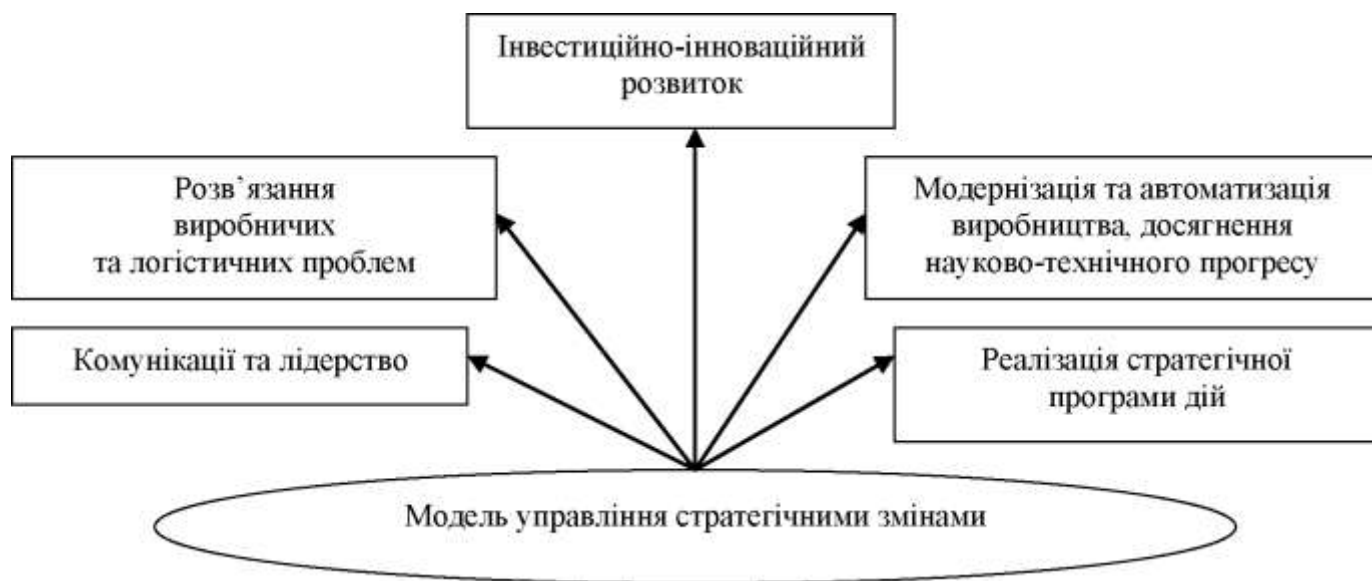 Інвестиційно-інноваційний
розвиток
Розв’язання
виробничих
та логістичних проблем
Модернізація та автоматизація
виробництва, досягнення
науково-технічного прогресу
Комунікації та лідерство
Реалізація стратегічної
програми дій
Модель управління стратегічними змінами